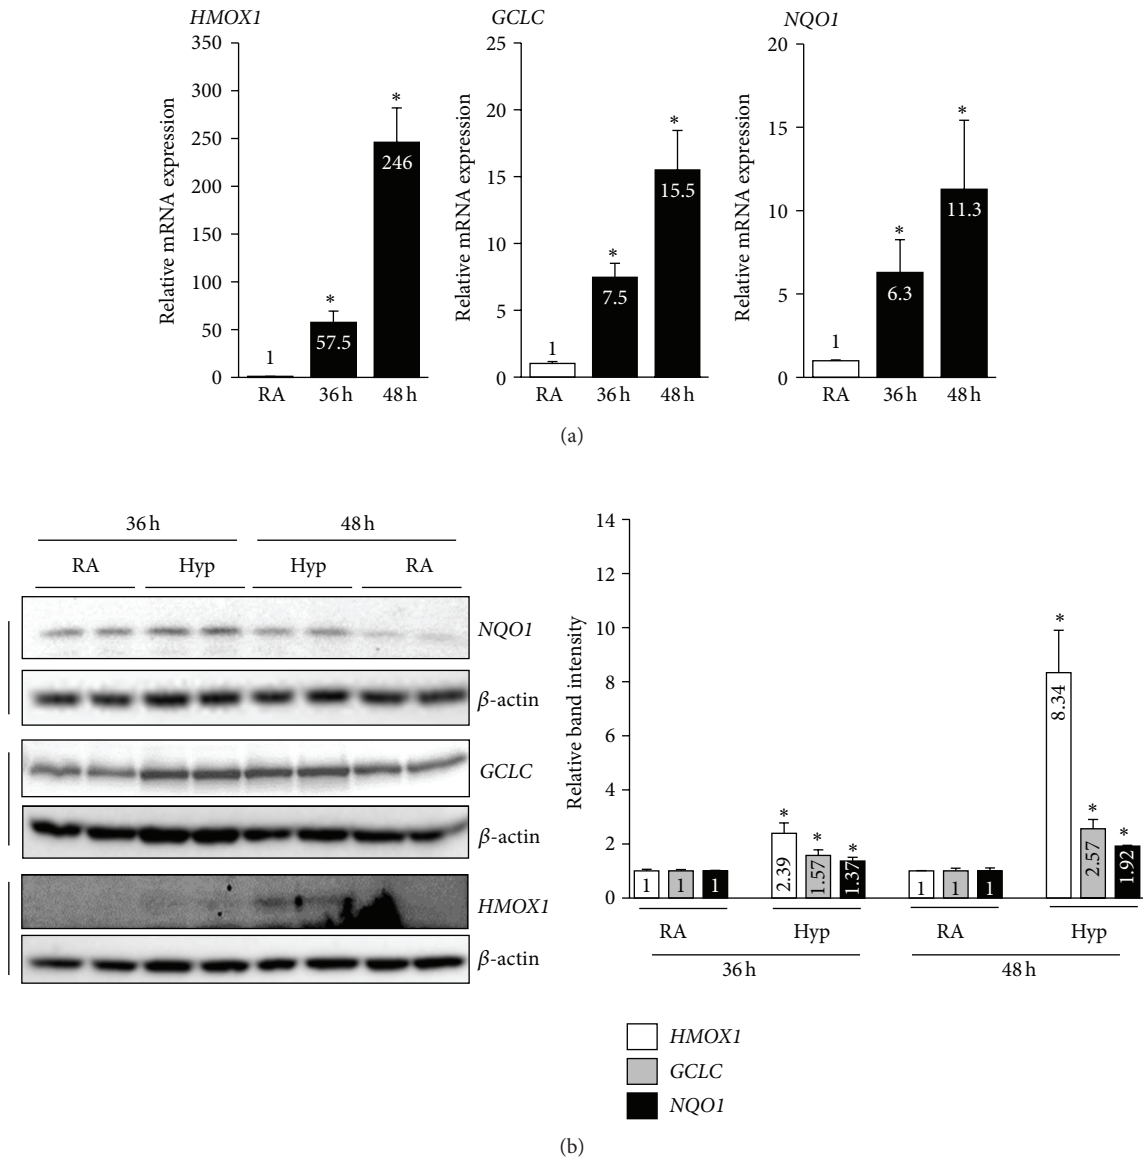 HMOX1
GCLC
NQO1
Relative mRNA expression
350
300
250
200
150
100
50
0
1
57.5
246
*
*
RA
36 h
48 h
Relative mRNA expression
25
20
15
10
5
0
1
7.5
15.5
*
*
RA
36 h
48 h
Relative mRNA expression
20
15
10
5
0
1
6.3
11.3
*
*
RA
36 h
48 h
(a)
36 h
48 h
RA
Hyp
Hyp
RA
NQO1
β-actin
GCLC
β-actin
HMOX1
β-actin
Relative band intensity
14
12
10
8
6
4
2
0
1
1
1
2.39
1.57
1.37
*
*
*
1
1
1
8.34
2.57
1.92
*
*
*
RA
Hyp
RA
Hyp
36 h
48 h
HMOX1
GCLC
NQO1
(b)